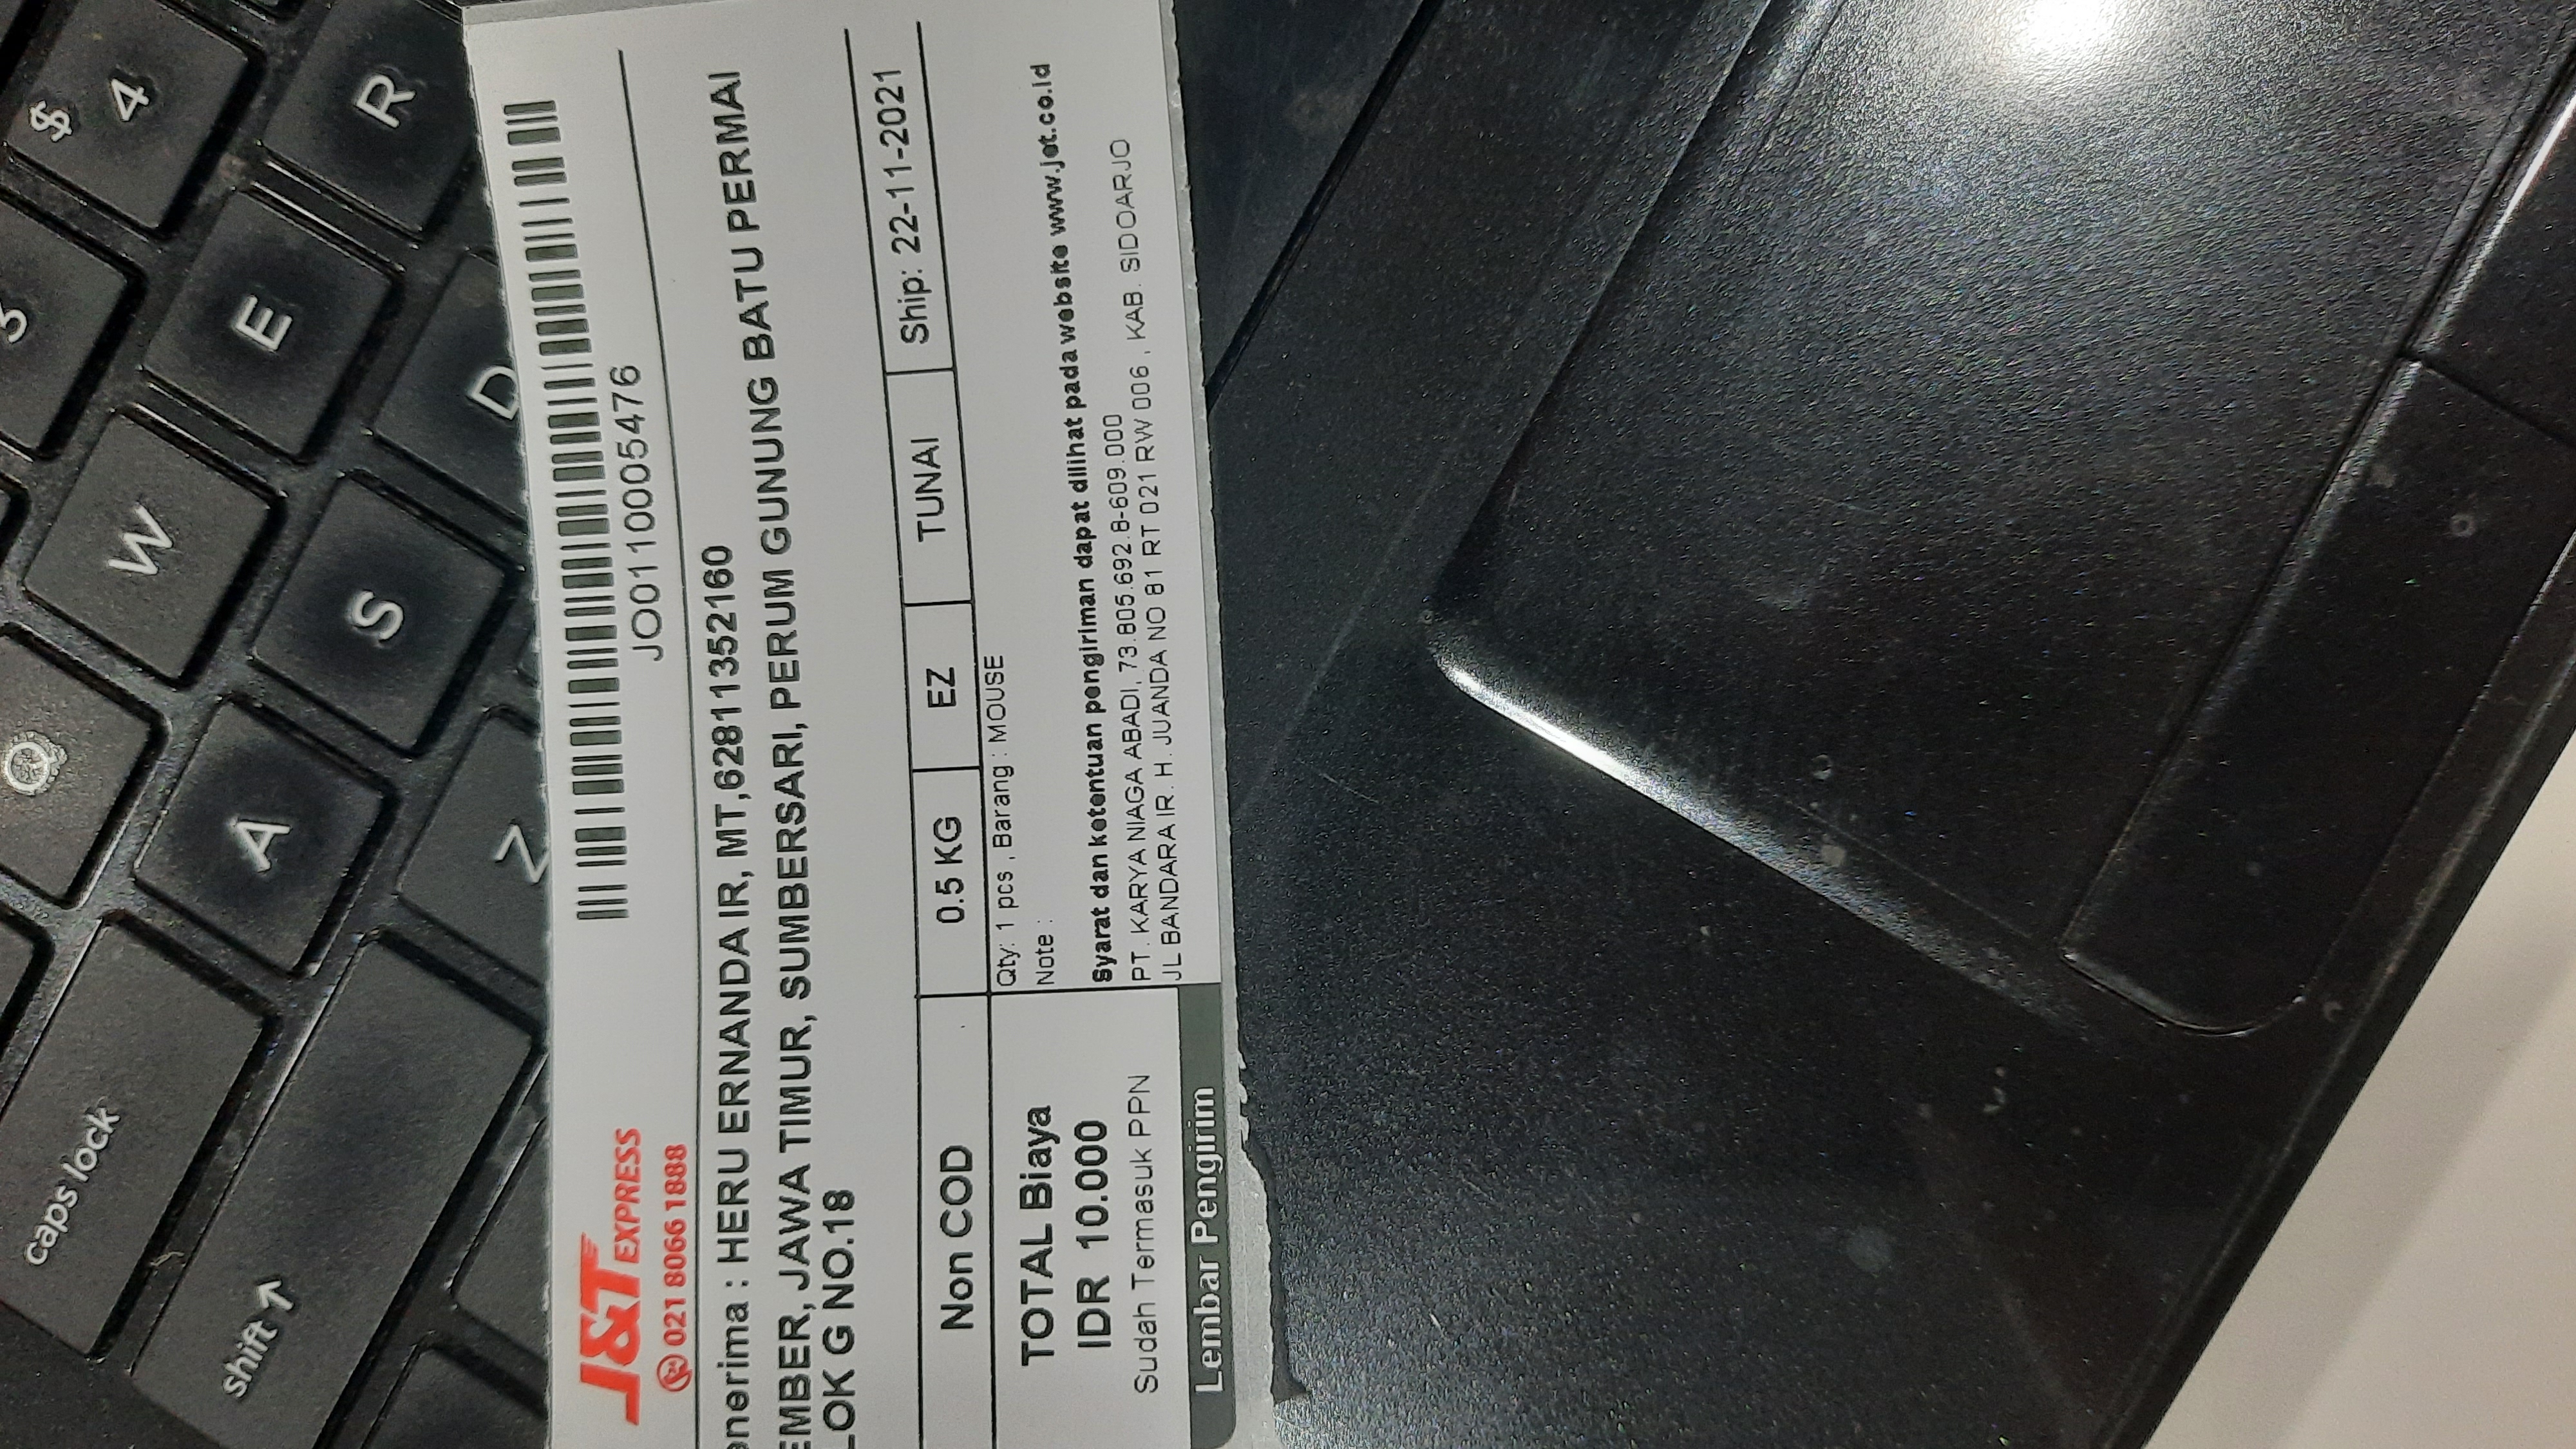 caps lock
Q
W
3
$
4
shift ↑
A
S
E
R
Z
D
J&T EXPRESS
021 8066 1888
JO0110005476
enerima : HERU ERNANDA IR, MT,62811352160
EMBER, JAWA TIMUR, SUMBERSARI, PERUM GUNUNG BATU PERMAI
LOK G NO.18
Non COD
0.5 KG
EZ
TUNAI
Ship: 22-11-2021
TOTAL Biaya
IDR 10.000
Sudah Termasuk PPN
Lembar Pengirim
Qty: 1 pcs , Barang : MOUSE
Note :
Syarat dan ketentuan pengiriman dapat dilihat pada website www.jet.co.id
PT. KARYA NIAGA ABADI, 73.805.692.8-609.000
JL BANDARA IR. H. JUANDA NO 81 RT 021 RW 006 , KAB. SIDOARJO